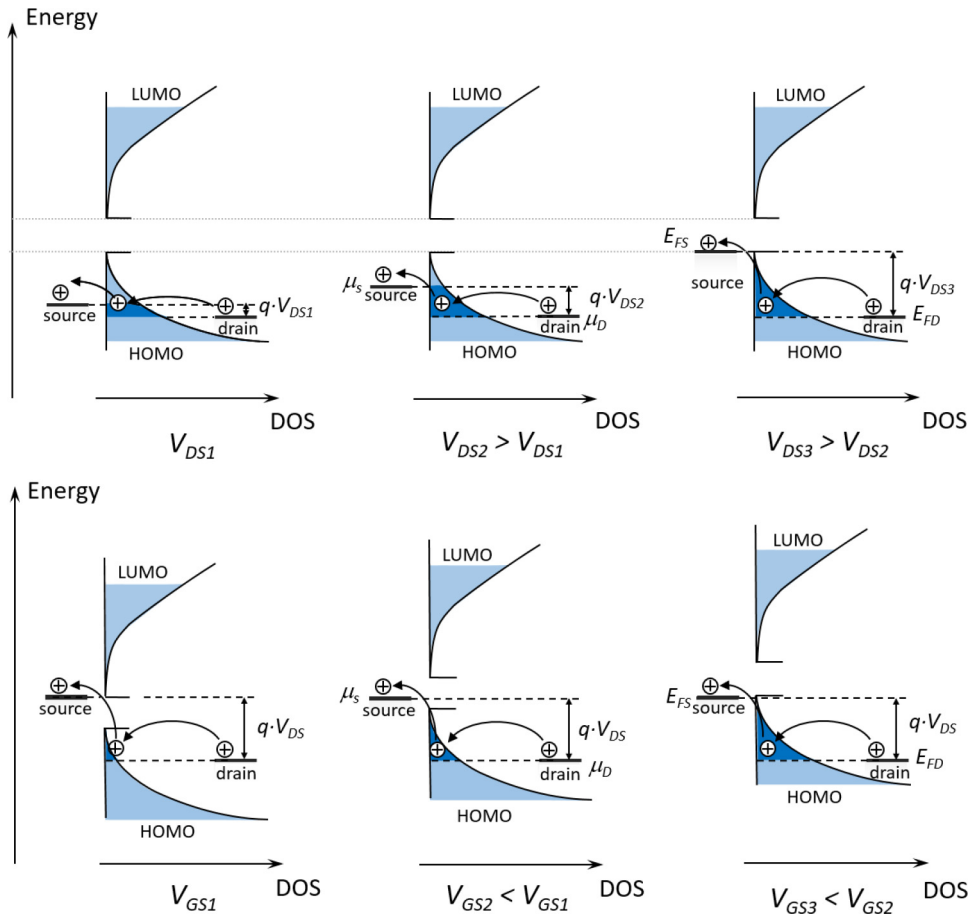 Energy
LUMO
LUMO
LUMO
source
q·V_DS1
drain
HOMO
μ_s
source
q·V_DS2
μ_D
drain
HOMO
E_FS
source
q·V_DS3
E_FD
drain
HOMO
DOS
DOS
DOS
V_DS1
V_DS2 > V_DS1
V_DS3 > V_DS2
Energy
LUMO
LUMO
LUMO
source
q·V_DS
drain
HOMO
μ_s
source
q·V_DS
drain
μ_D
HOMO
E_FS
source
q·V_DS
drain
E_FD
HOMO
DOS
DOS
DOS
V_GS1
V_GS2 < V_GS1
V_GS3 < V_GS2